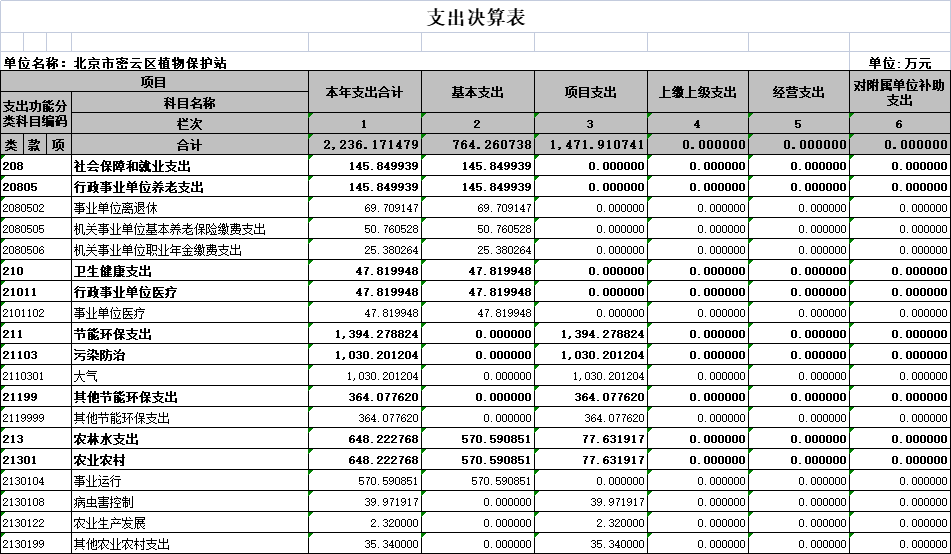 支出决算表
单位名称：北京市密云区植物保护站 单位:万元
项目 本年支出合计 基本支出 项目支出 上缴上级支出 经营支出 对附属单位补助支出
支出功能分类科目编码 科目名称
栏次 1 2 3 4 5 6
类 款 项 合计 2,236.171479 764.260738 1,471.910741 0.000000 0.000000 0.000000
208 社会保障和就业支出 145.849939 145.849939 0.000000 0.000000 0.000000 0.000000
20805 行政事业单位养老支出 145.849939 145.849939 0.000000 0.000000 0.000000 0.000000
2080502 事业单位离退休 69.709147 69.709147 0.000000 0.000000 0.000000 0.000000
2080505 机关事业单位基本养老保险缴费支出 50.760528 50.760528 0.000000 0.000000 0.000000 0.000000
2080506 机关事业单位职业年金缴费支出 25.380264 25.380264 0.000000 0.000000 0.000000 0.000000
210 卫生健康支出 47.819948 47.819948 0.000000 0.000000 0.000000 0.000000
21011 行政事业单位医疗 47.819948 47.819948 0.000000 0.000000 0.000000 0.000000
2101102 事业单位医疗 47.819948 47.819948 0.000000 0.000000 0.000000 0.000000
211 节能环保支出 1,394.278824 0.000000 1,394.278824 0.000000 0.000000 0.000000
21103 污染防治 1,030.201204 0.000000 1,030.201204 0.000000 0.000000 0.000000
2110301 大气 1,030.201204 0.000000 1,030.201204 0.000000 0.000000 0.000000
21199 其他节能环保支出 364.077620 0.000000 364.077620 0.000000 0.000000 0.000000
2119999 其他节能环保支出 364.077620 0.000000 364.077620 0.000000 0.000000 0.000000
213 农林水支出 648.222768 570.590851 77.631917 0.000000 0.000000 0.000000
21301 农业农村 648.222768 570.590851 77.631917 0.000000 0.000000 0.000000
2130104 事业运行 570.590851 570.590851 0.000000 0.000000 0.000000 0.000000
2130108 病虫害控制 39.971917 0.000000 39.971917 0.000000 0.000000 0.000000
2130122 农业生产发展 2.320000 0.000000 2.320000 0.000000 0.000000 0.000000
2130199 其他农业农村支出 35.340000 0.000000 35.340000 0.000000 0.000000 0.000000